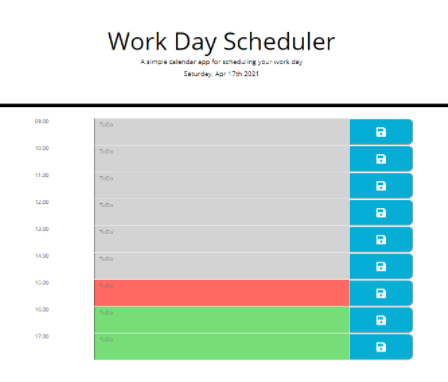 Work Day Scheduler
A simple calendar app for scheduling your work day
Saturday, Apr 17th 2021
09:00
ToDo
10:00
ToDo
11:00
ToDo
12:00
ToDo
13:00
ToDo
14:00
ToDo
15:00
ToDo
16:00
ToDo
17:00
ToDo